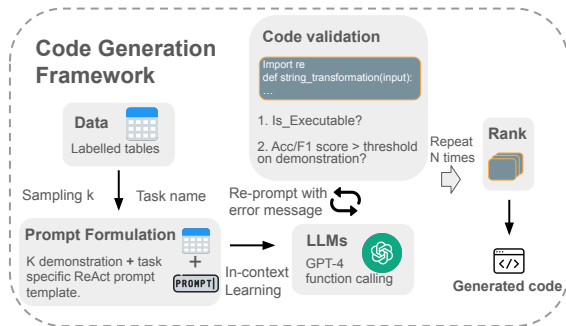 Code Generation
Framework
Data
Labelled tables
Sampling k
Task name
Prompt Formulation
K demonstration + task
specific ReAct prompt
template.
+
PROMPT
In-context
Learning
LLMs
GPT-4
function calling
Re-prompt with
error message
Code validation
Import re
def string_transformation(input):
...
1. Is_Executable?
2. Acc/F1 score > threshold
on demonstration?
Repeat
N times
Rank
</>
Generated code